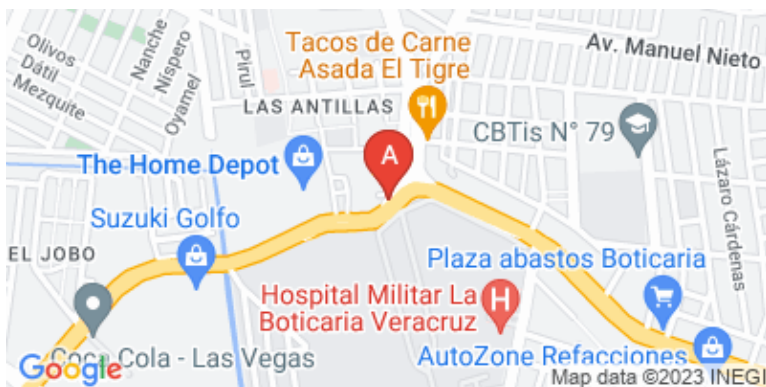 Olivos
Dátil
Mezquite
Nanche
Níspero
Oyamel
Pirul
Tacos de Carne
Asada El Tigre
Av. Manuel Nieto
LAS ANTILLAS
CBTis N° 79
The Home Depot
A
Lázaro Cárdenas
Suzuki Golfo
EL JOBO
Plaza abastos Boticaria
Hospital Militar La
Boticaria Veracruz
H
Coca Cola - Las Vegas
AutoZone Refacciones
Google
Map data ©2023 INEGI